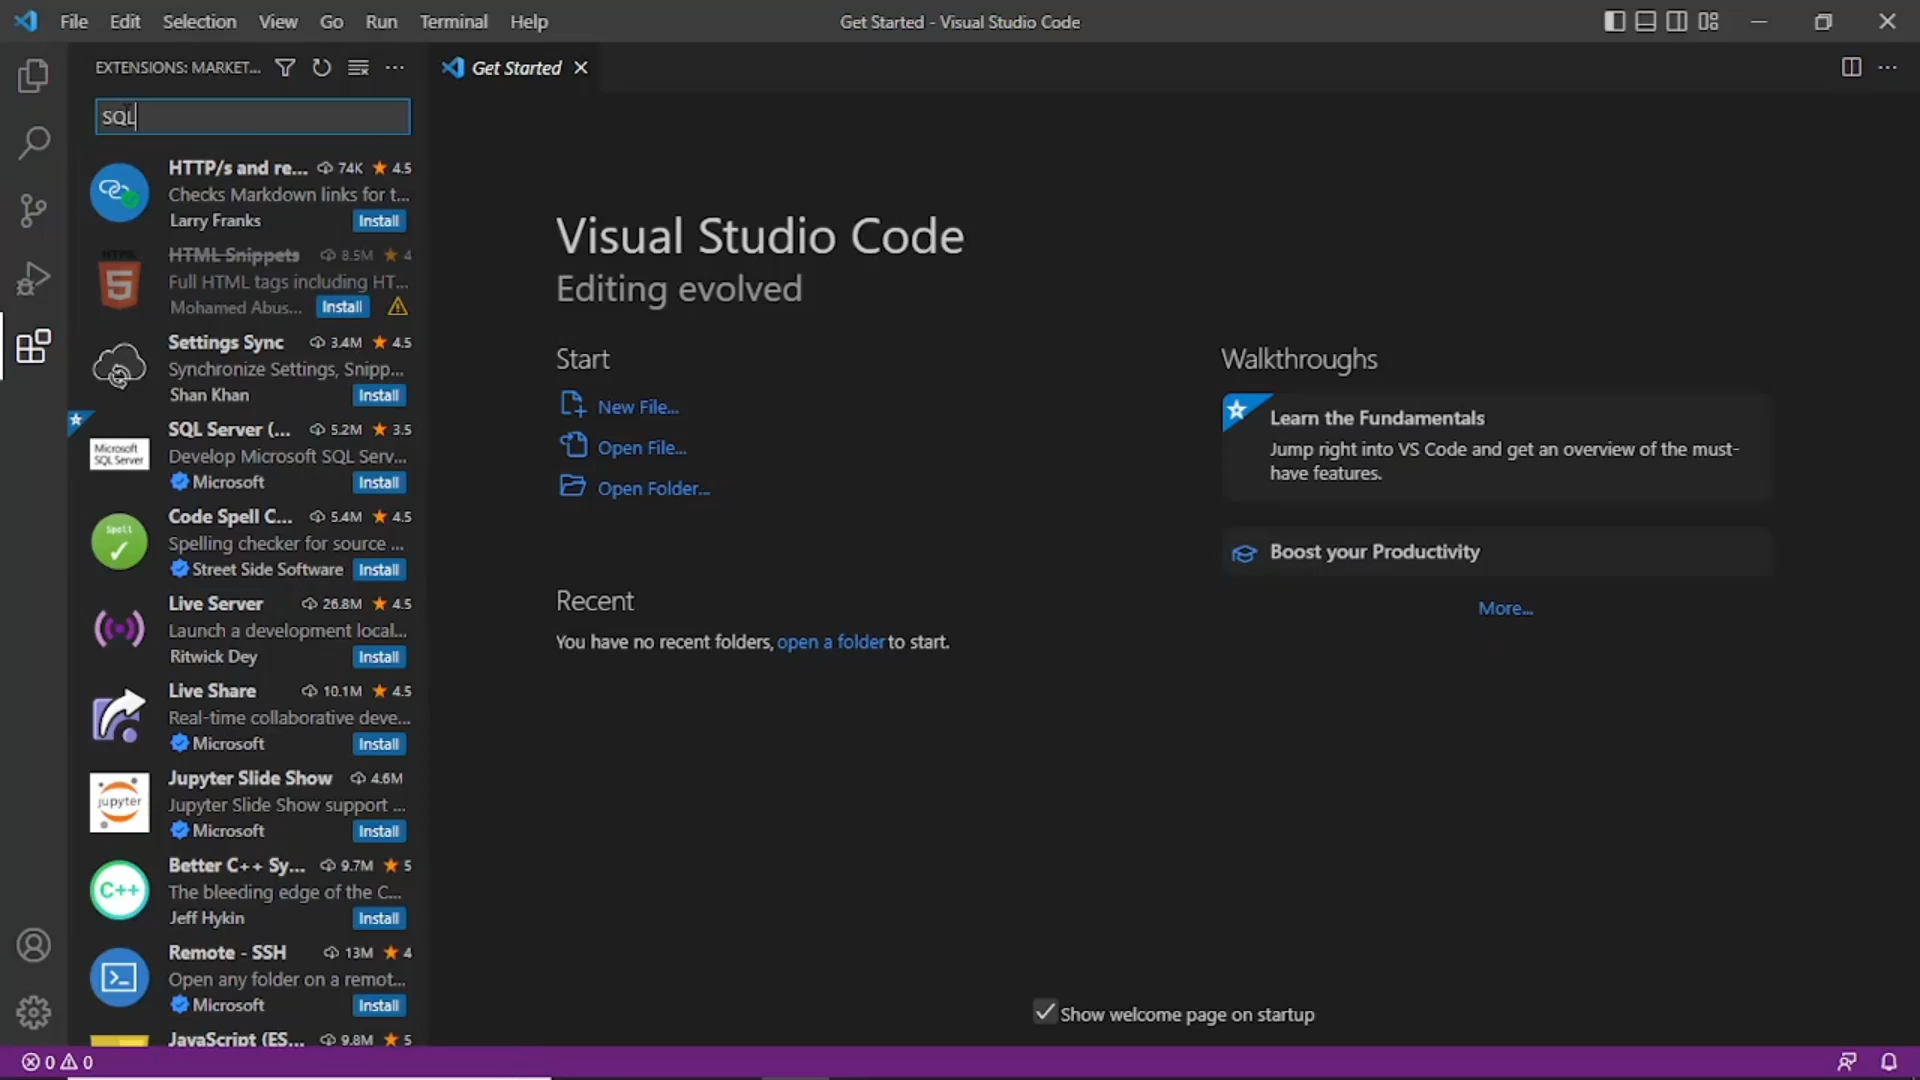 File Edit Selection View Go Run Terminal Help
Get Started - Visual Studio Code
EXTENSIONS: MARKET...
Get Started
SQL
HTTP/s and re... 74K 4.5
Checks Markdown links for t...
Larry Franks Install
HTML Snippets 8.5M 4
Full HTML tags including HT...
Mohamed Abus... Install
Settings Sync 3.4M 4.5
Synchronize Settings, Snipp...
Shan Khan Install
Microsoft
SQL Server
SQL Server (... 5.2M 3.5
Develop Microsoft SQL Serv...
Microsoft Install
Spell
Code Spell C... 5.4M 4.5
Spelling checker for source ...
Street Side Software Install
Live Server 26.8M 4.5
Launch a development local...
Ritwick Dey Install
Live Share 10.1M 4.5
Real-time collaborative deve...
Microsoft Install
jupyter
Jupyter Slide Show 4.6M
Jupyter Slide Show support ...
Microsoft Install
C++
Better C++ Sy... 9.7M 5
The bleeding edge of the C...
Jeff Hykin Install
Remote - SSH 13M 4
Open any folder on a remot...
Microsoft Install
JavaScript (ES... 9.8M 5
Visual Studio Code
Editing evolved
Start
New File...
Open File...
Open Folder...
Recent
You have no recent folders, open a folder to start.
Walkthroughs
Learn the Fundamentals
Jump right into VS Code and get an overview of the must-
have features.
Boost your Productivity
More...
Show welcome page on startup
0 0